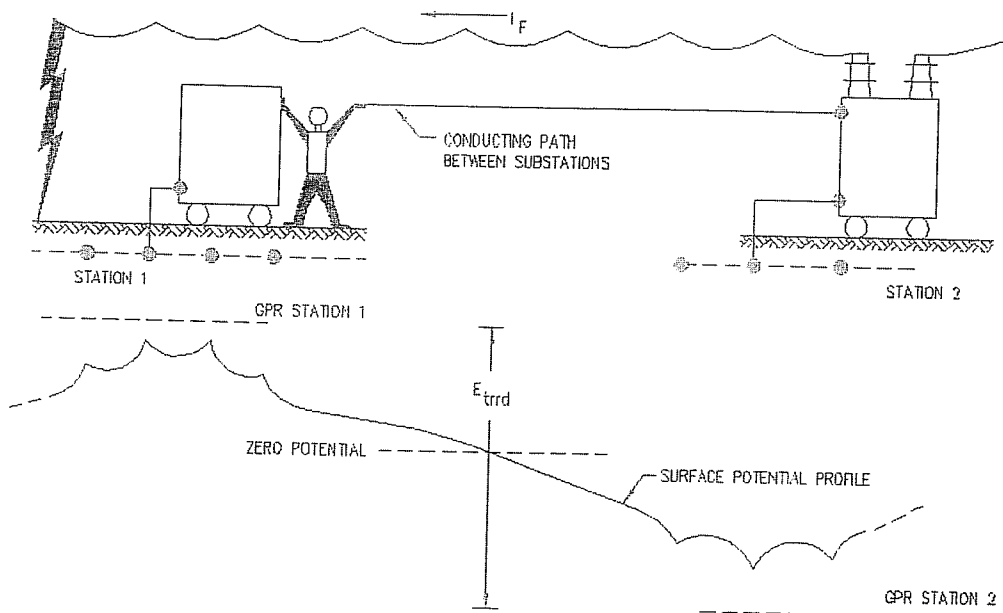 I_F
CONDUCTING PATH
BETWEEN SUBSTATIONS
STATION 1
STATION 2
GPR STATION 1
E_trrd
ZERO POTENTIAL
SURFACE POTENTIAL PROFILE
GPR STATION 2